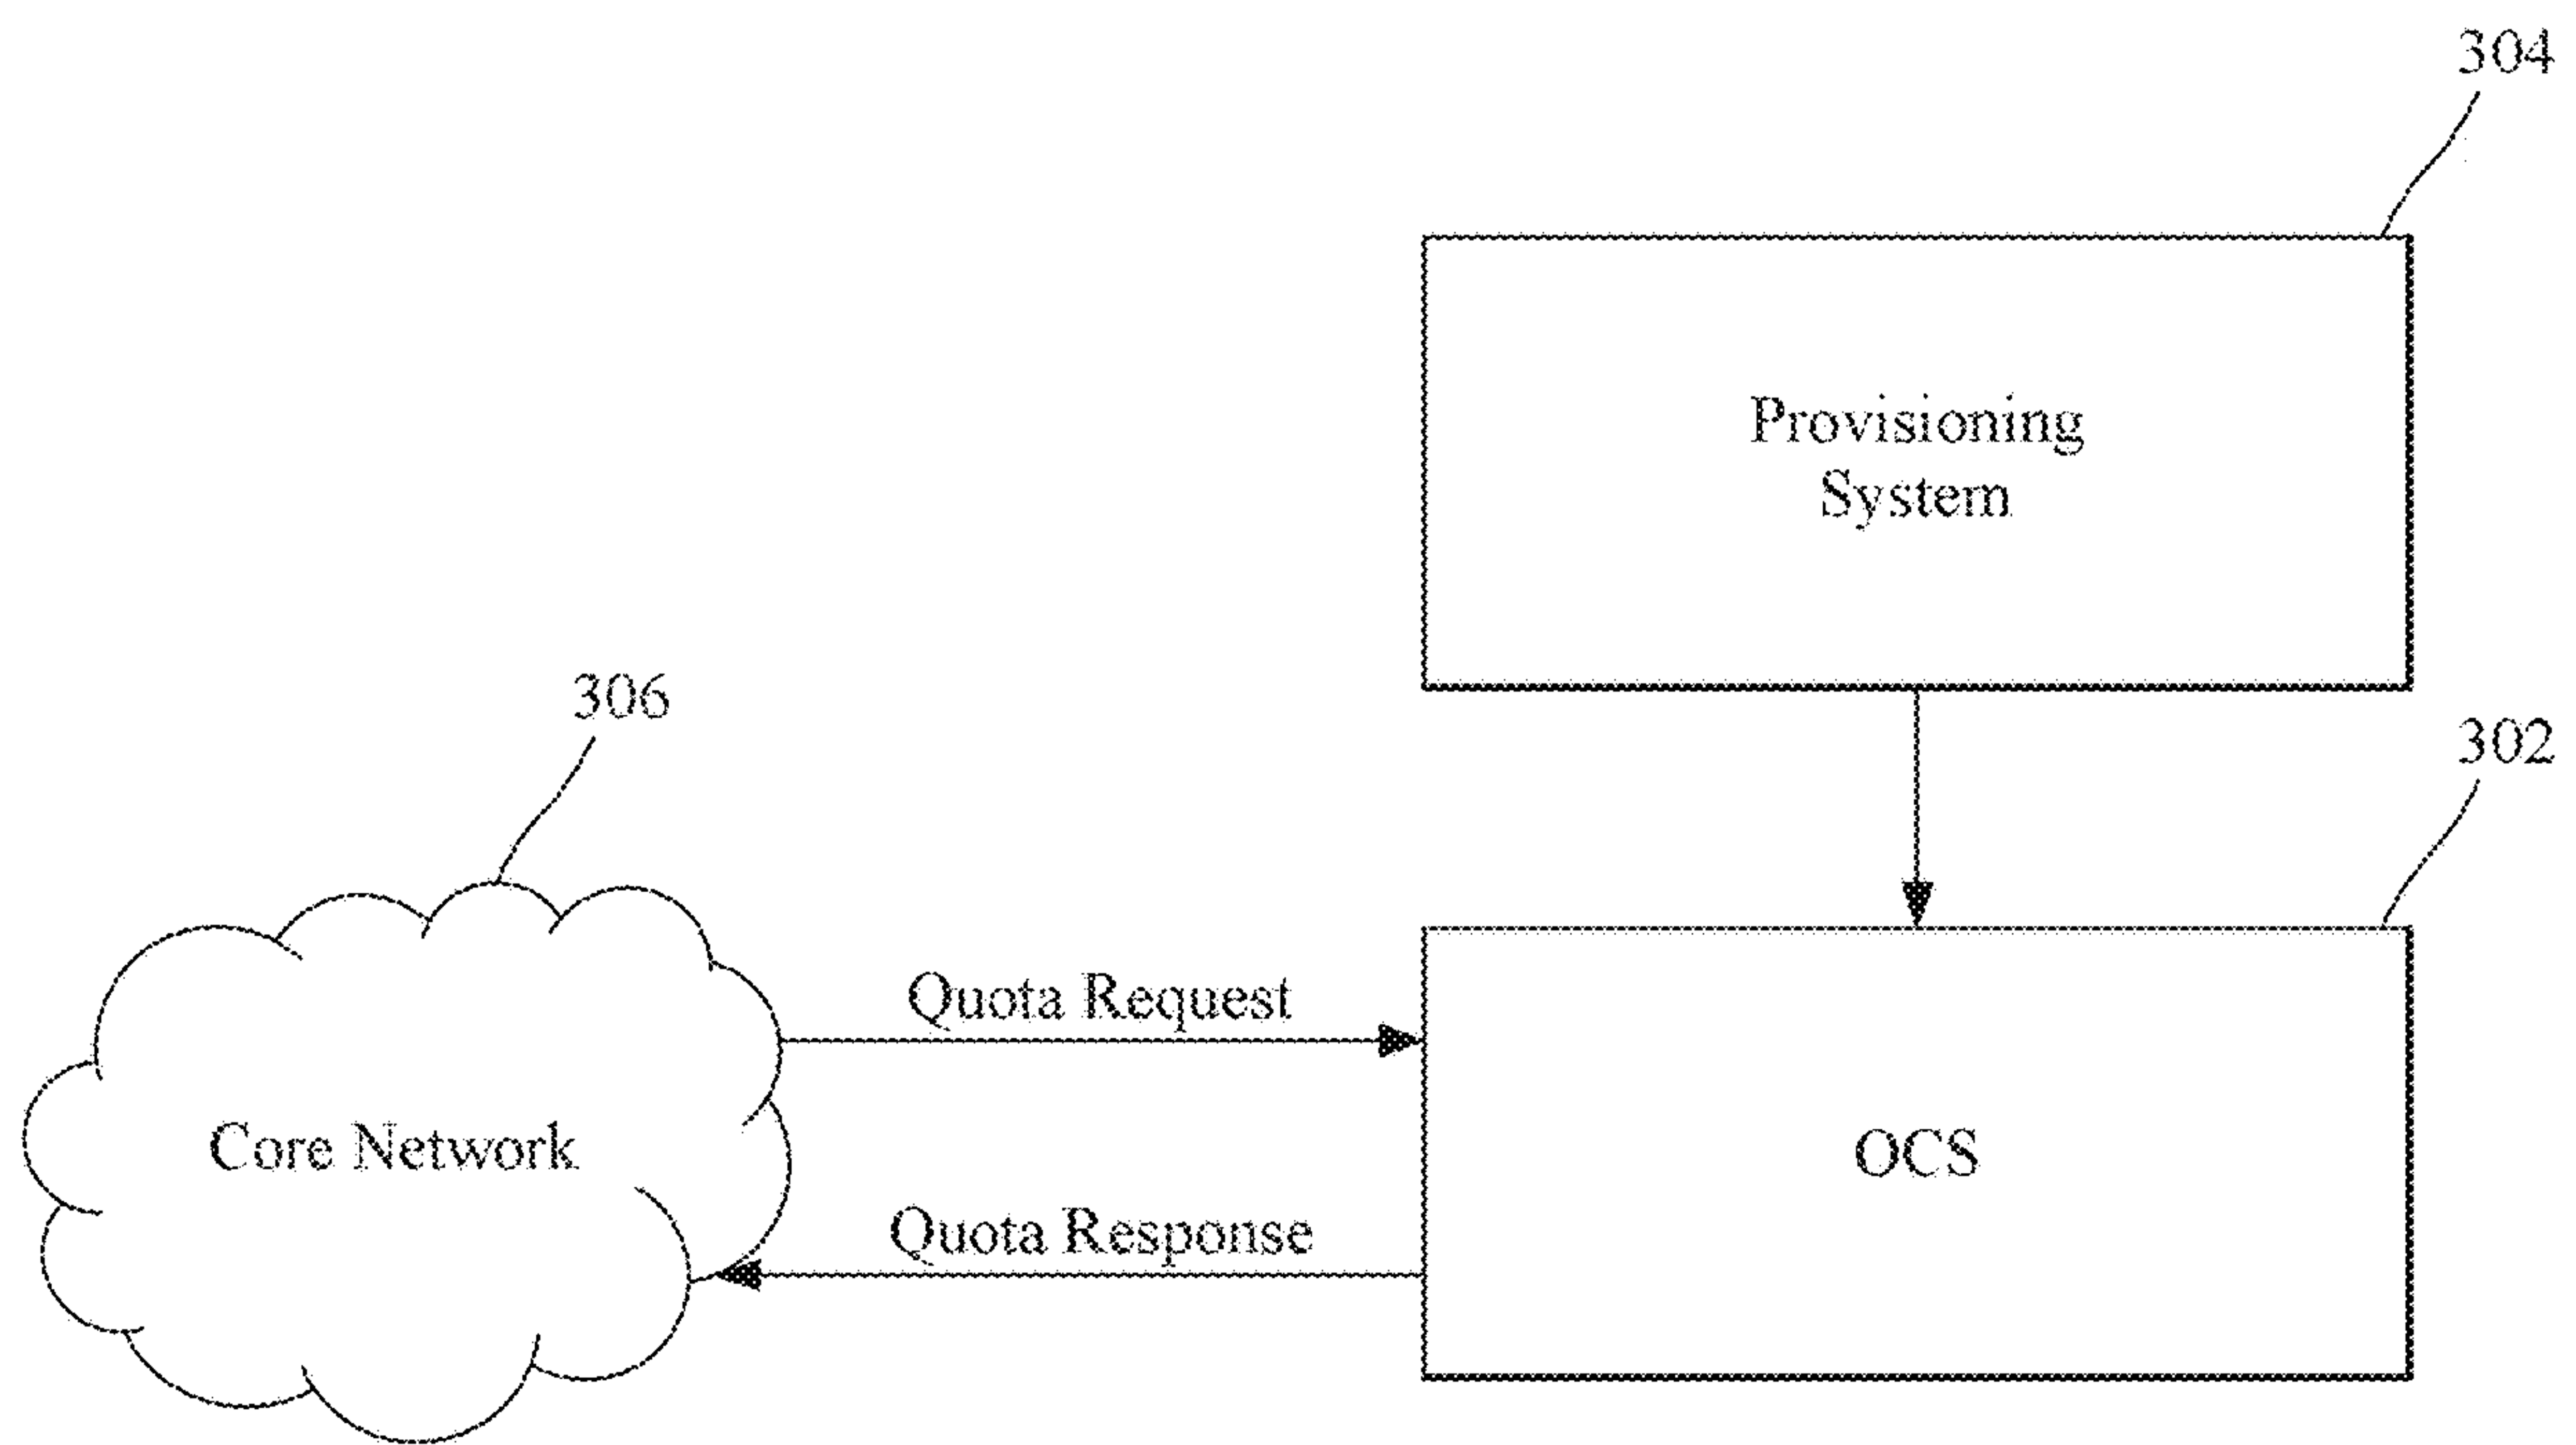 304
Provisioning
System
306
302
Quota Request
Core Network
OCS
Quota Response